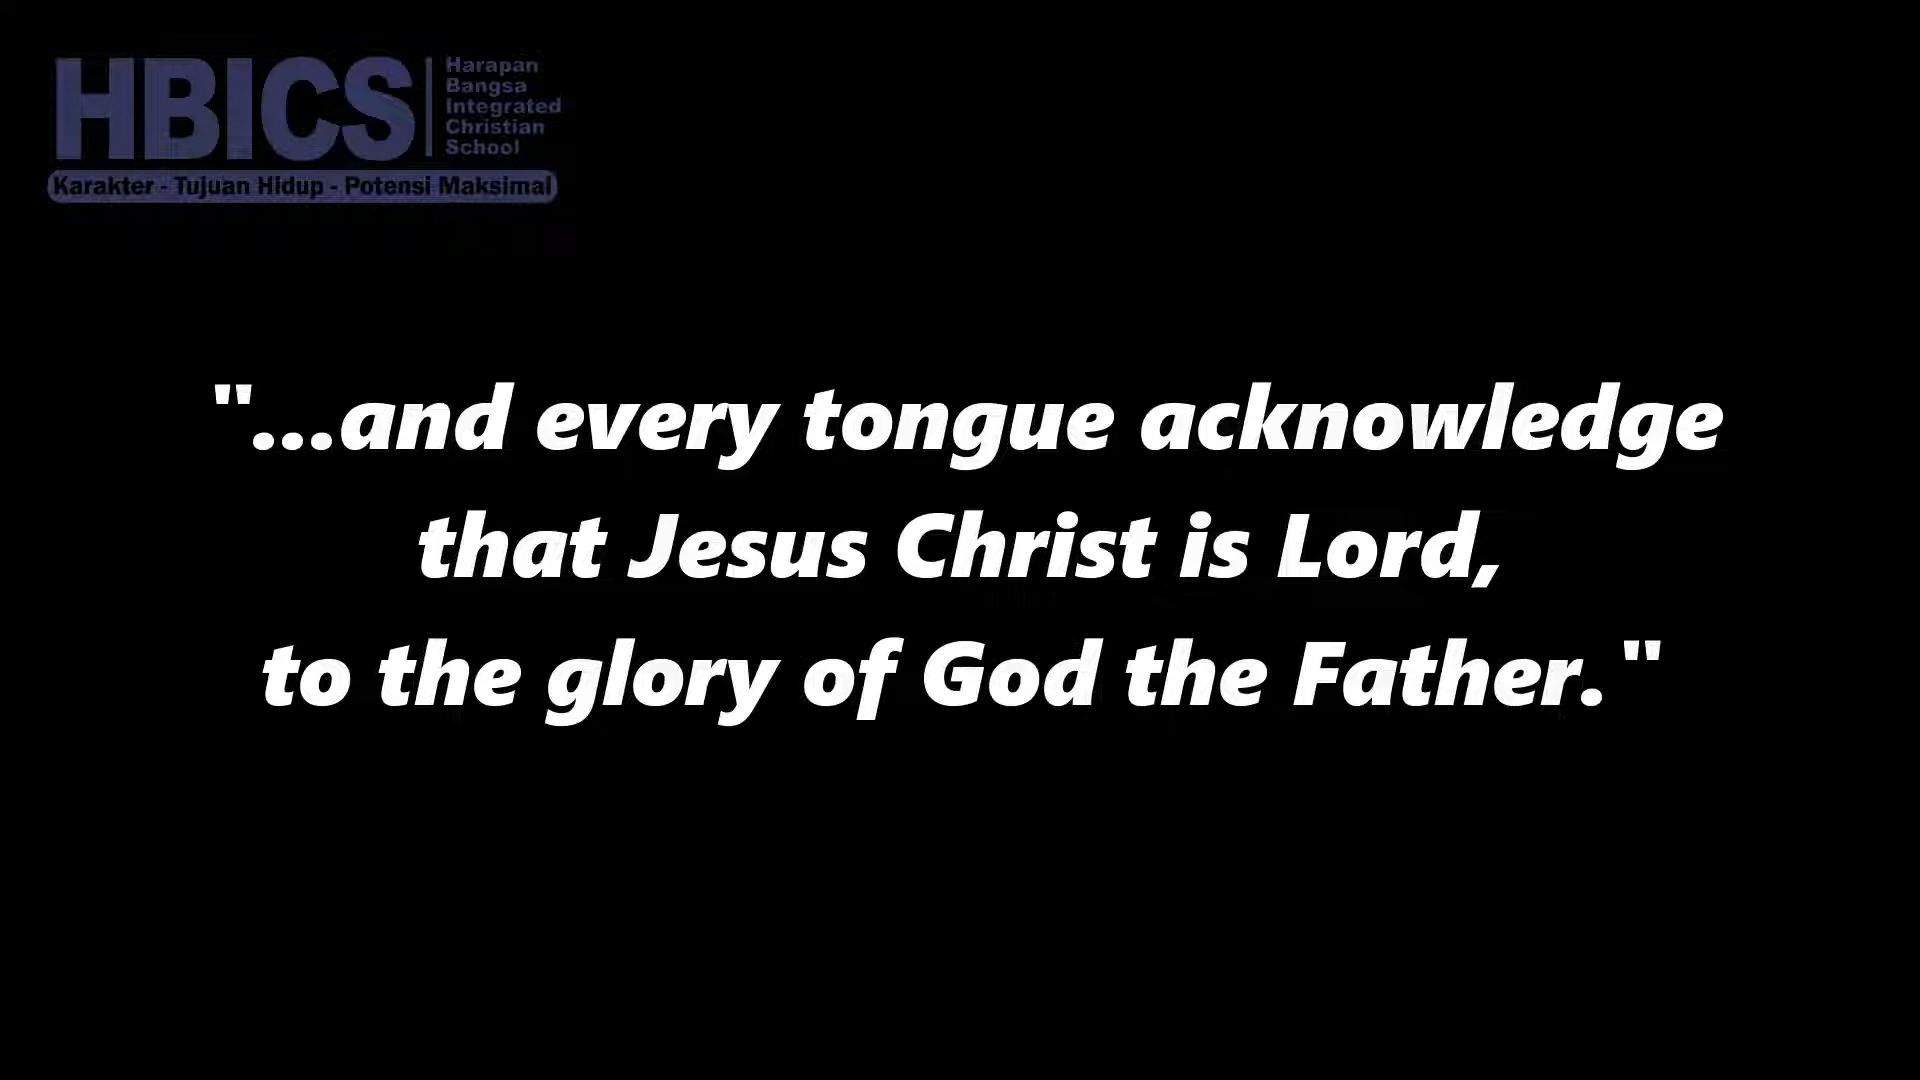 HBICS
Harapan
Bangsa
Integrated
Christian
School
Karakter - Tujuan Hidup - Potensi Maksimal
"...and every tongue acknowledge
that Jesus Christ is Lord,
to the glory of God the Father."